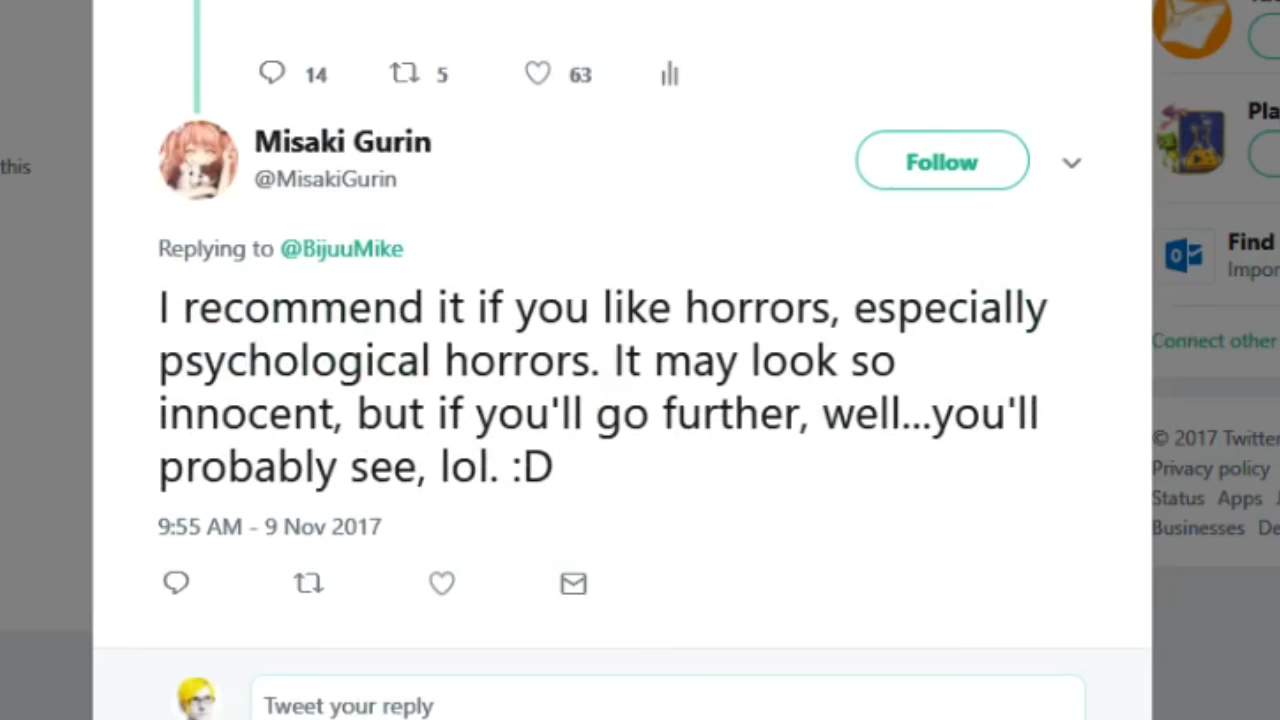 14 5 63
Misaki Gurin
@MisakiGurin
Follow
Replying to @BijuuMike
I recommend it if you like horrors, especially
psychological horrors. It may look so
innocent, but if you'll go further, well...you'll
probably see, lol. :D
9:55 AM - 9 Nov 2017
Tweet your reply
this
Pla
Find
Impor
Connect other
© 2017 Twitter
Privacy policy
Status Apps
Businesses De